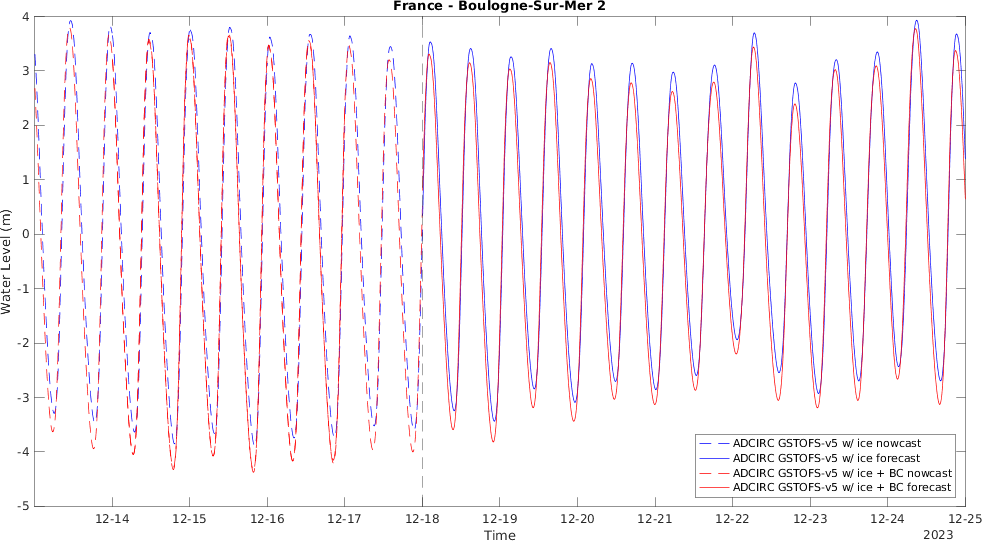 France - Boulogne-Sur-Mer 2
4
3
2
1
0
-1
-2
-3
-4
-5
Water Level (m)
ADCIRC GSTOFS-v5 w/ ice nowcast
ADCIRC GSTOFS-v5 w/ ice forecast
ADCIRC GSTOFS-v5 w/ ice + BC nowcast
ADCIRC GSTOFS-v5 w/ ice + BC forecast
12-14 12-15 12-16 12-17 12-18 12-19 12-20 12-21 12-22 12-23 12-24 12-25
Time
2023